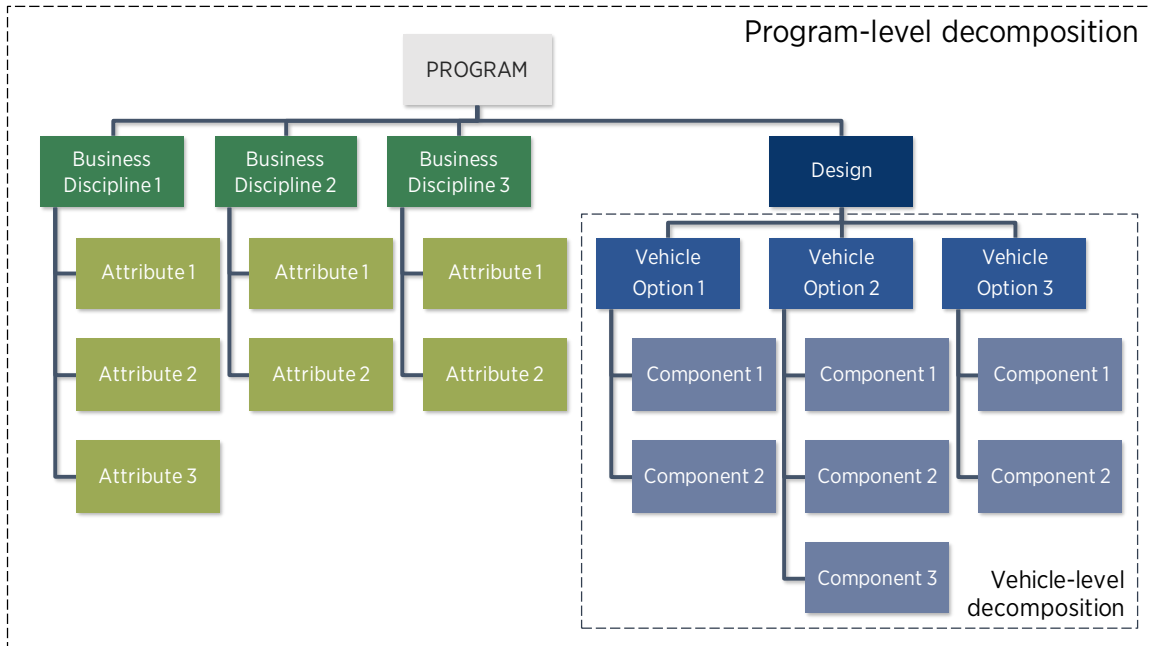 Program-level decomposition
PROGRAM
Business
Discipline 1
Business
Discipline 2
Business
Discipline 3
Design
Attribute 1
Attribute 1
Attribute 1
Vehicle
Option 1
Vehicle
Option 2
Vehicle
Option 3
Attribute 2
Attribute 2
Attribute 2
Component 1
Component 1
Component 1
Attribute 3
Component 2
Component 2
Component 2
Component 3
Vehicle-level
decomposition